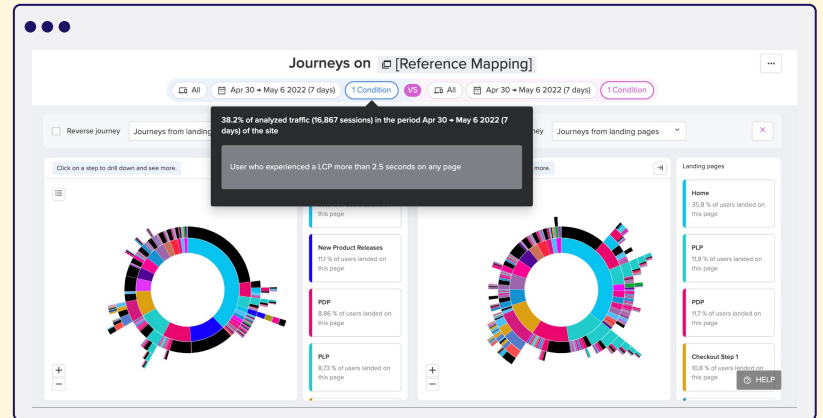 Journeys on [Reference Mapping]
All Apr 30 → May 6 2022 (7 days) 1 Condition VS All Apr 30 → May 6 2022 (7 days) 1 Condition
38.2% of analyzed traffic (16,867 sessions) in the period Apr 30 → May 6 2022 (7
days) of the site
User who experienced a LCP more than 2.5 seconds on any page
Reverse journey Journeys from landing
ney Journeys from landing pages
Click on a step to drill down and see more.
more.
this page
New Product Releases
11,1 % of users landed on
this page
PDP
8,86 % of users landed on
this page
PLP
8,73 % of users landed on
this page
Landing pages
Home
35,8 % of users landed on
this page
PLP
11,9 % of users landed on
this page
PDP
11,7 % of users landed on
this page
Checkout Step 1
10,8 % of users landed on
this page
HELP